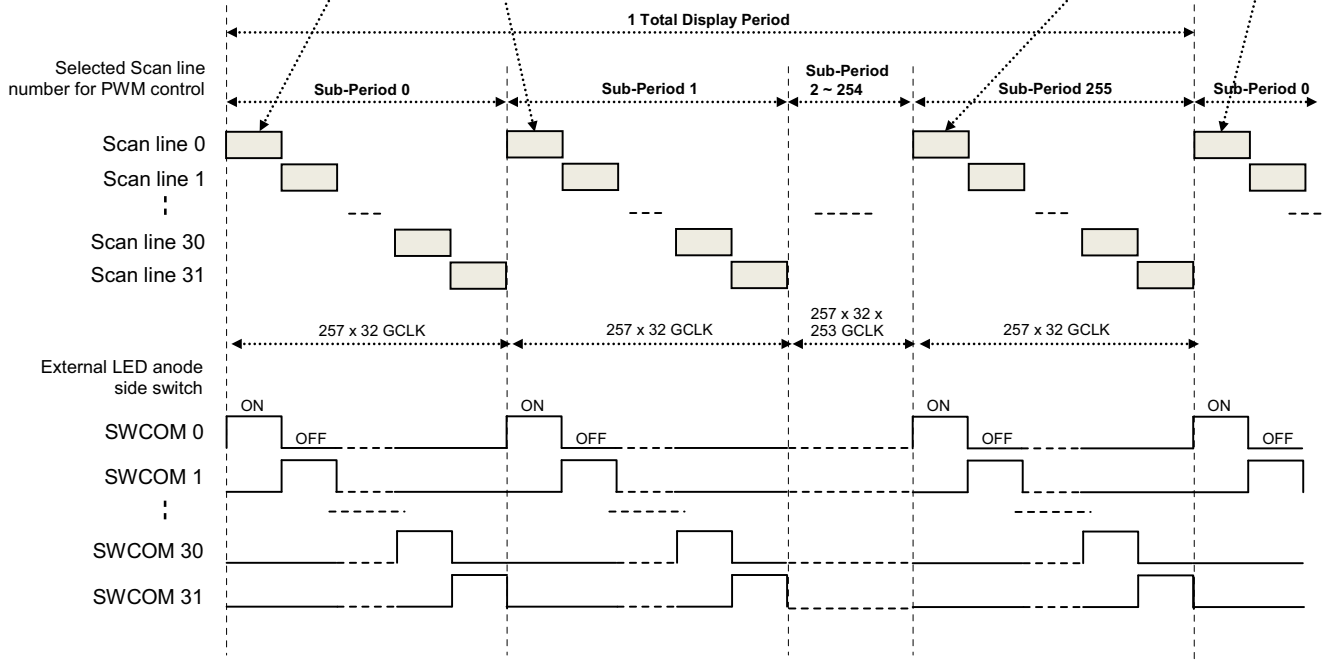 1 Total Display Period
Selected Scan line
number for PWM control
Sub-Period 0
Sub-Period 1
Sub-Period
2 ~ 254
Sub-Period 255
Sub-Period 0
Scan line 0
Scan line 1
Scan line 30
Scan line 31
257 x 32 GCLK
257 x 32 GCLK
257 x 32 x
253 GCLK
257 x 32 GCLK
External LED anode
side switch
ON
ON
ON
ON
SWCOM 0
OFF
OFF
OFF
OFF
SWCOM 1
SWCOM 30
SWCOM 31